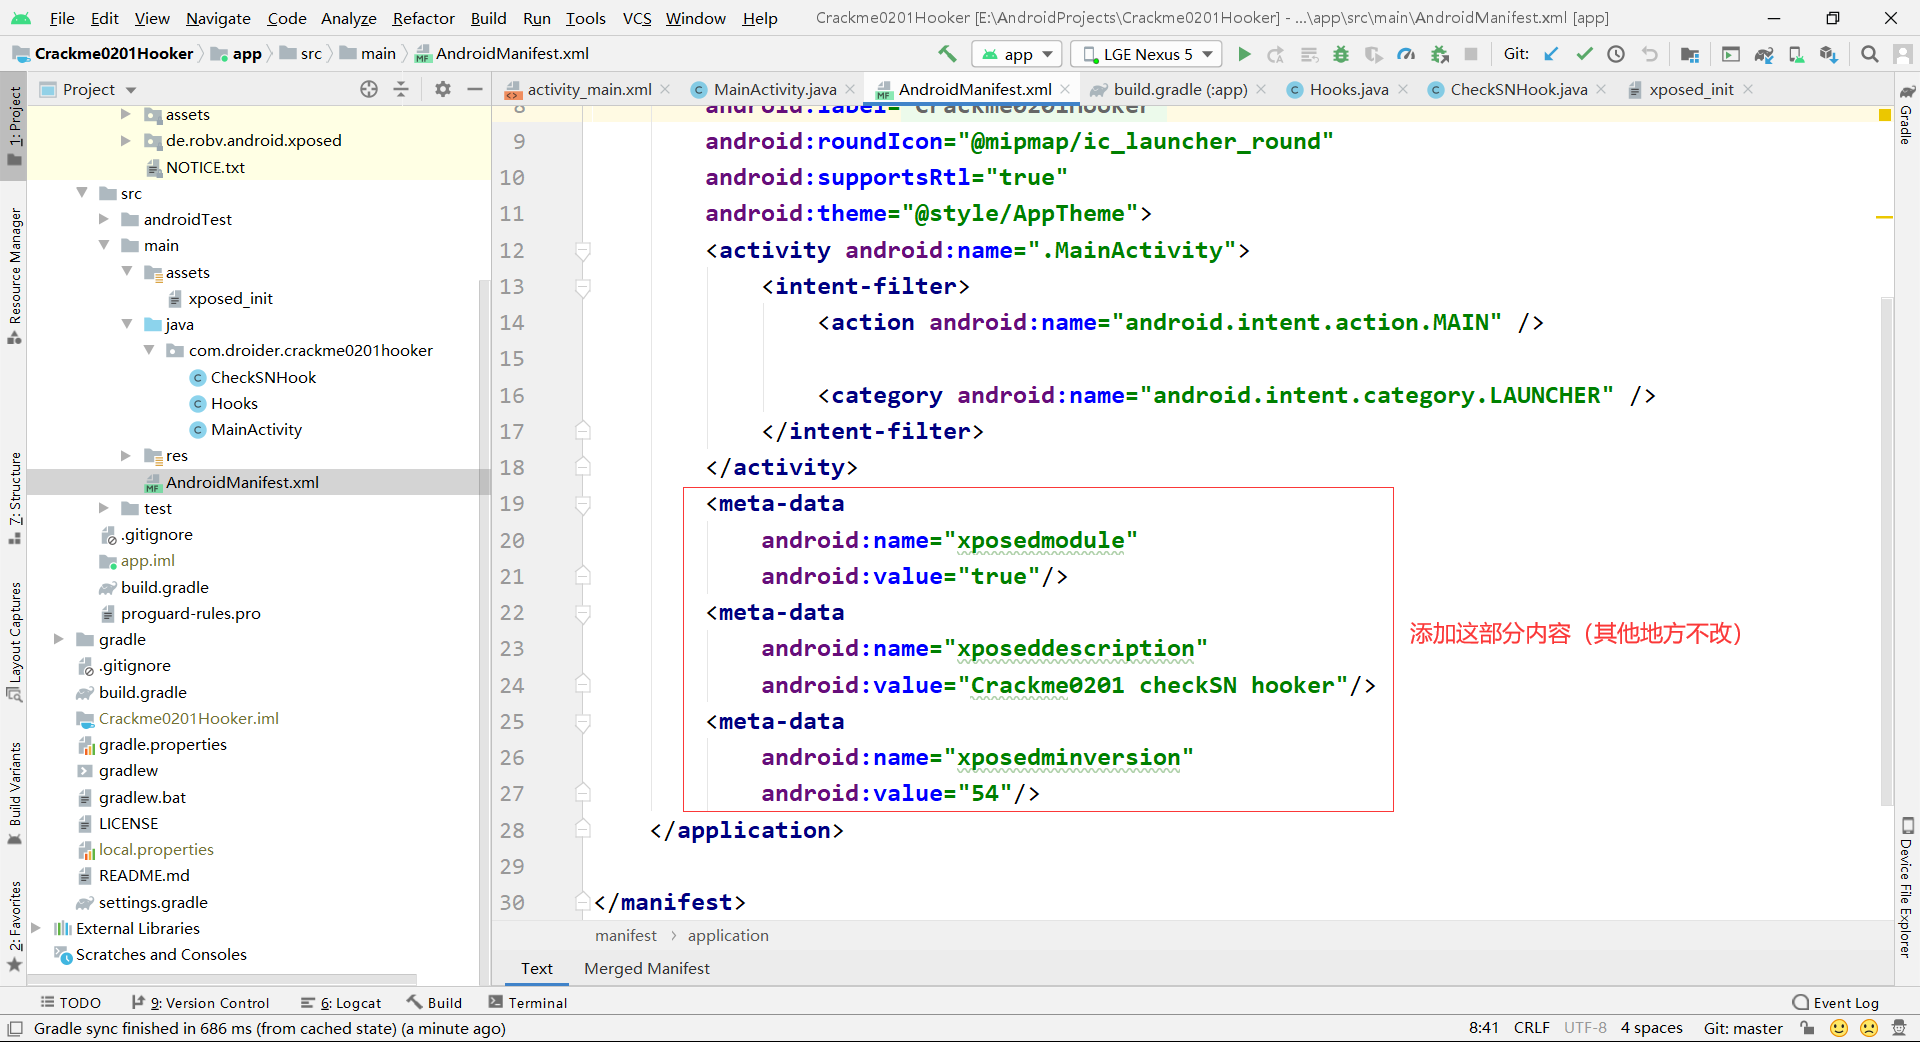 File Edit View Navigate Code Analyze Refactor Build Run Tools VCS Window Help Crackme0201Hooker [E:\AndroidProjects\Crackme0201Hooker] - ...\app\src\main\AndroidManifest.xml [app]
Crackme0201Hooker app src main AndroidManifest.xml app LGE Nexus 5 Git:
Project
activity_main.xml MainActivity.java AndroidManifest.xml build.gradle (:app) Hooks.java CheckSNHook.java xposed_init
1: Project
Resource Manager
7: Structure
Layout Captures
Build Variants
2: Favorites
assets
de.robv.android.xposed
NOTICE.txt
src
androidTest
main
assets
xposed_init
java
com.droider.crackme0201hooker
CheckSNHook
Hooks
MainActivity
res
AndroidManifest.xml
test
.gitignore
app.iml
build.gradle
proguard-rules.pro
gradle
.gitignore
build.gradle
Crackme0201Hooker.iml
gradle.properties
gradlew
gradlew.bat
LICENSE
local.properties
README.md
settings.gradle
External Libraries
Scratches and Consoles
8 android:label="Crackme0201Hooker"
9 android:roundIcon="@mipmap/ic_launcher_round"
10 android:supportsRtl="true"
11 android:theme="@style/AppTheme">
12 <activity android:name=".MainActivity">
13 <intent-filter>
14 <action android:name="android.intent.action.MAIN" />
15
16 <category android:name="android.intent.category.LAUNCHER" />
17 </intent-filter>
18 </activity>
19 <meta-data
20 android:name="xposedmodule"
21 android:value="true"/>
22 <meta-data
23 android:name="xposeddescription"
24 android:value="Crackme0201 checkSN hooker"/>
25 <meta-data
26 android:name="xposedminversion"
27 android:value="54"/>
28 </application>
29
30 </manifest>
添加这部分内容（其他地方不改）
manifest › application
Text Merged Manifest
Gradle
Device File Explorer
TODO 9: Version Control 6: Logcat Build Terminal Event Log
Gradle sync finished in 686 ms (from cached state) (a minute ago) 8:41 CRLF UTF-8 4 spaces Git: master